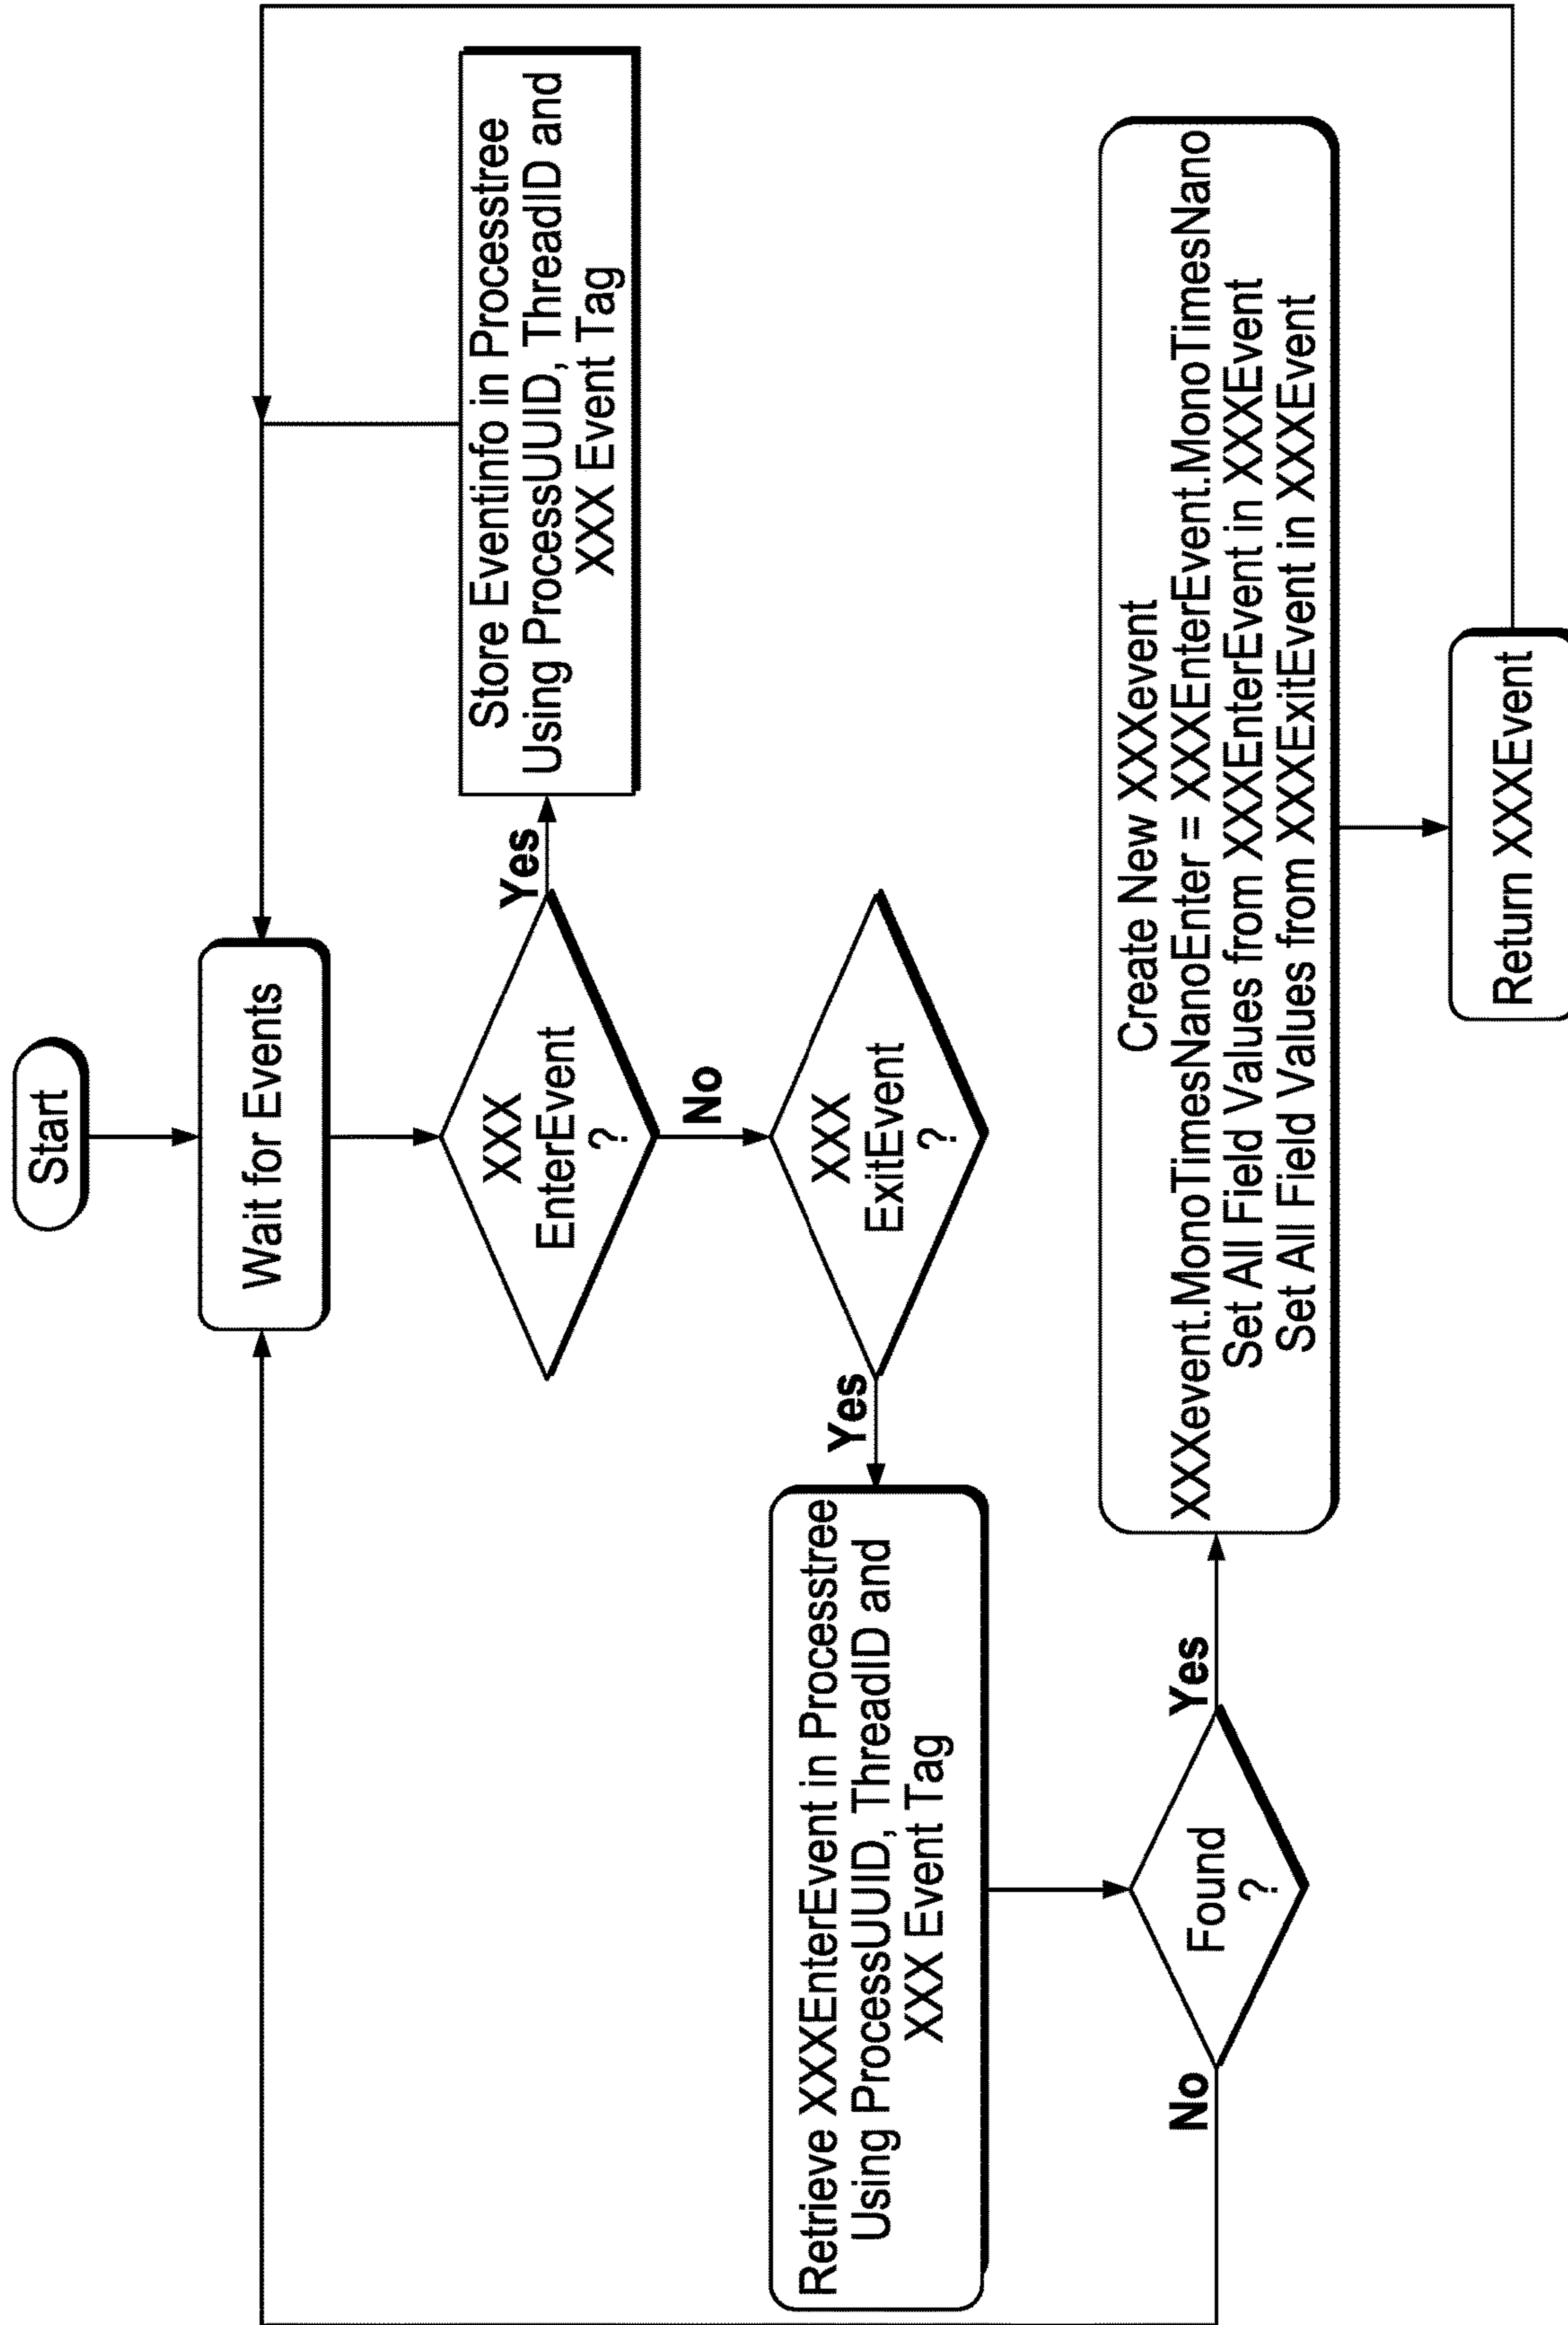 Start
Wait for Events
XXX
EnterEvent
?
Yes
Store Eventinfo in Processtree
Using ProcessUUID, ThreadID and
XXX Event Tag
No
XXX
ExitEvent
?
Yes
Retrieve XXXEnterEvent in Processtree
Using ProcessUUID, ThreadID and
XXX Event Tag
Found
?
No
Yes
Create New XXXevent
XXXevent.MonoTimesNanoEnter = XXXEnterEvent.MonoTimesNano
Set All Field Values from XXXEnterEvent in XXXEvent
Set All Field Values from XXXExitEvent in XXXEvent
Return XXXEvent